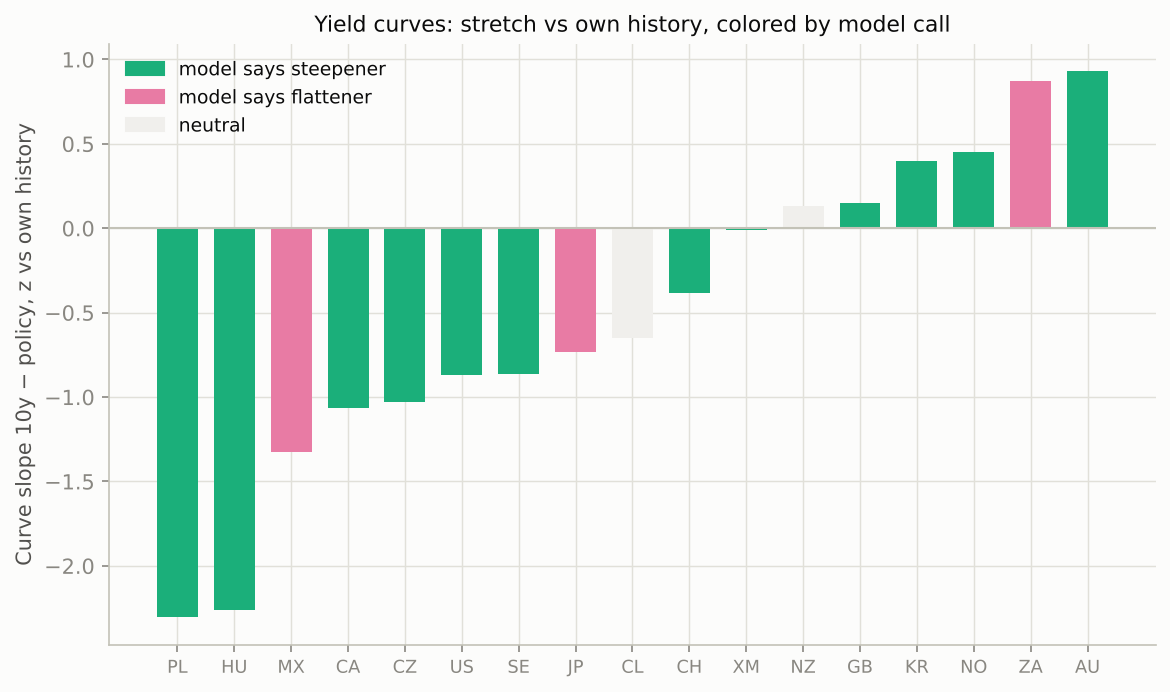 Yield curves: stretch vs own history, colored by model call
model says steepener
model says flattener
neutral
Curve slope 10y − policy, z vs own history
1.0
0.5
0.0
−0.5
−1.0
−1.5
−2.0
PL HU MX CA CZ US SE JP CL CH XM NZ GB KR NO ZA AU